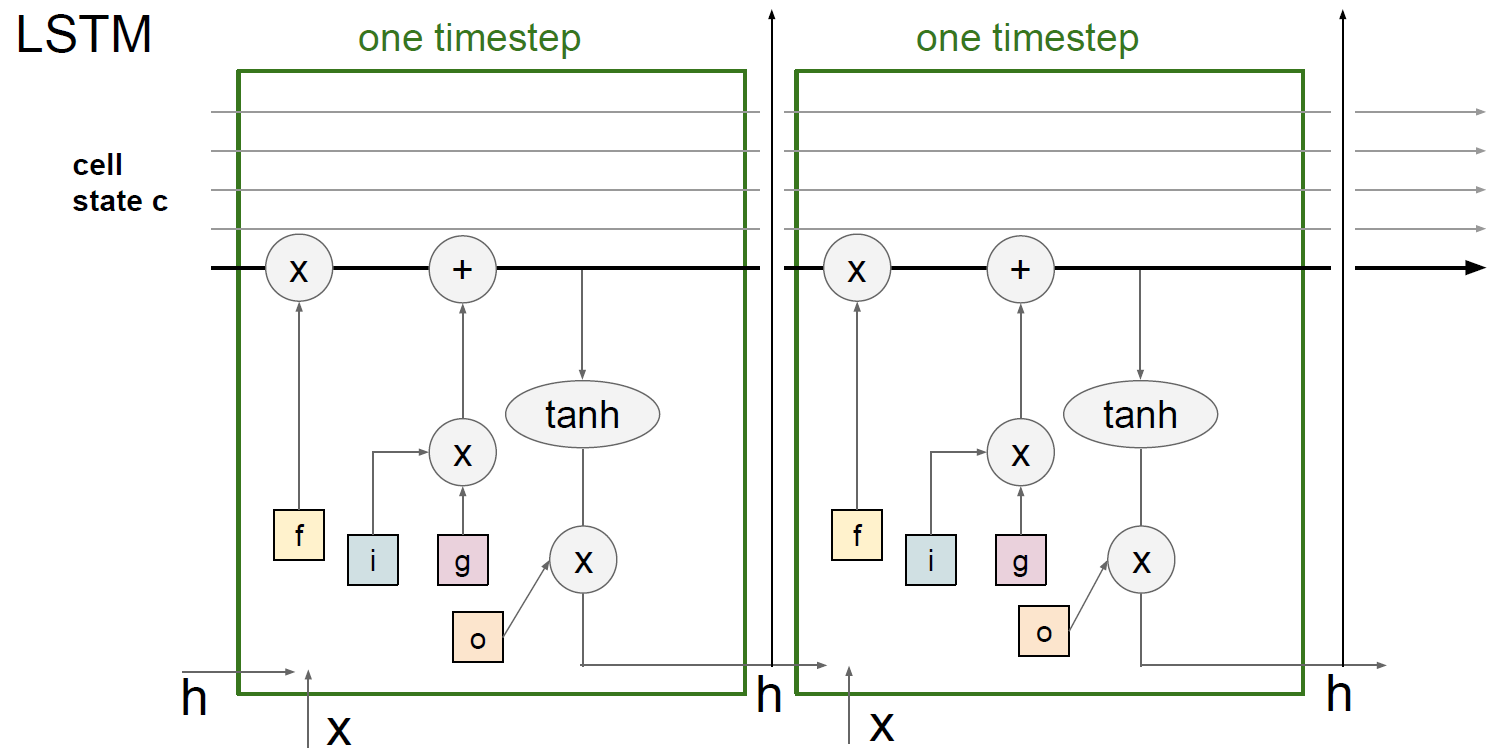 LSTM
one timestep
one timestep
cell
state c
x
+
x
+
tanh
tanh
x
x
f
i
g
x
f
i
g
x
o
o
h
x
h
x
h